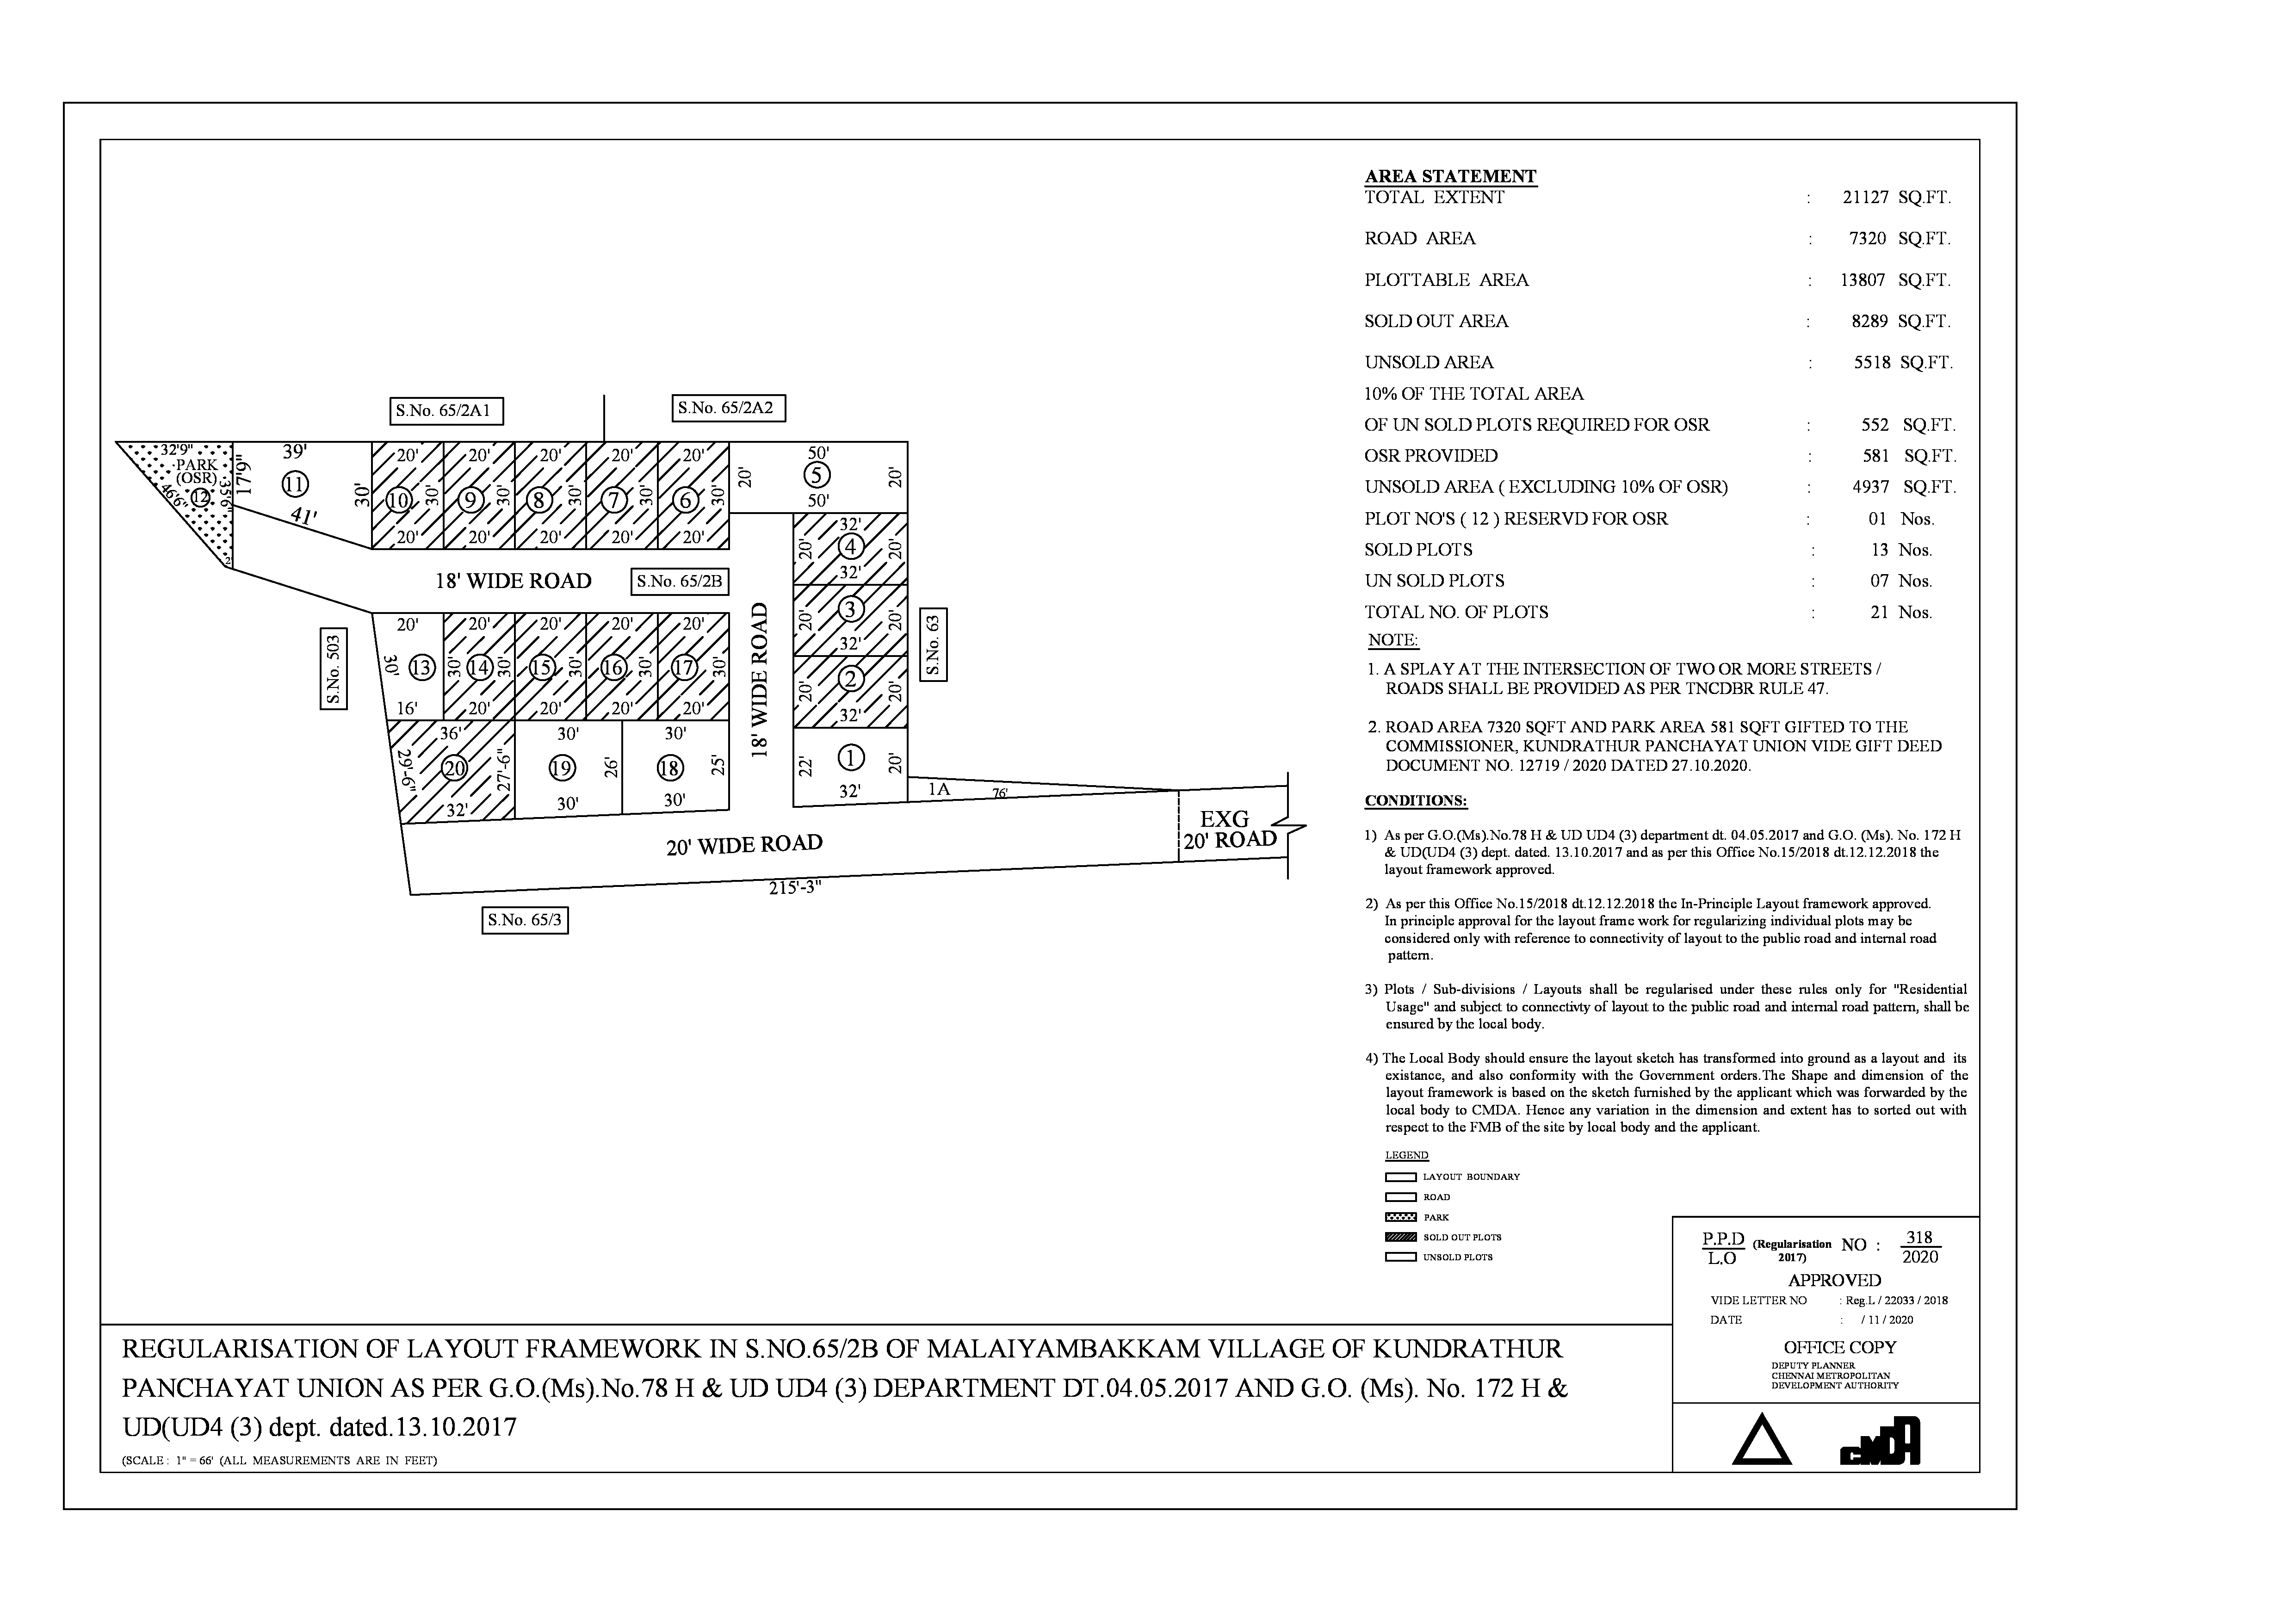 S.No. 65/2A1
S.No. 65/2A2
32'9"
PARK
(OSR)
12
46'6"
35'6"
2'
17'9"
39'
11
41'
30'
20'
10
30'
20'
20'
9
30'
20'
20'
8
30'
20'
20'
7
30'
20'
20'
6
30'
20'
50'
20'
5
20'
50'
32'
20'
4
20'
32'
20'
3
20'
32'
20'
2
20'
32'
22'
1
20'
32'
1A
76'
18' WIDE ROAD
S.No. 65/2B
18' WIDE ROAD
S.No. 63
S.No. 503
20'
30'
13
16'
20'
30'
14
30'
20'
20'
15
30'
20'
20'
16
30'
20'
20'
17
30'
20'
36'
29'-6"
20
27'-6"
32'
30'
19
26'
30'
30'
18
25'
30'
20' WIDE ROAD
EXG
20' ROAD
215'-3"
S.No. 65/3
AREA STATEMENT
TOTAL EXTENT : 21127 SQ.FT.
ROAD AREA : 7320 SQ.FT.
PLOTTABLE AREA : 13807 SQ.FT.
SOLD OUT AREA : 8289 SQ.FT.
UNSOLD AREA : 5518 SQ.FT.
10% OF THE TOTAL AREA
OF UN SOLD PLOTS REQUIRED FOR OSR : 552 SQ.FT.
OSR PROVIDED : 581 SQ.FT.
UNSOLD AREA ( EXCLUDING 10% OF OSR) : 4937 SQ.FT.
PLOT NO'S ( 12 ) RESERVD FOR OSR : 01 Nos.
SOLD PLOTS : 13 Nos.
UN SOLD PLOTS : 07 Nos.
TOTAL NO. OF PLOTS : 21 Nos.
NOTE:
1. A SPLAY AT THE INTERSECTION OF TWO OR MORE STREETS /
ROADS SHALL BE PROVIDED AS PER TNCDBR RULE 47.
2. ROAD AREA 7320 SQFT AND PARK AREA 581 SQFT GIFTED TO THE
COMMISSIONER, KUNDRATHUR PANCHAYAT UNION VIDE GIFT DEED
DOCUMENT NO. 12719 / 2020 DATED 27.10.2020.
CONDITIONS:
1) As per G.O.(Ms).No.78 H & UD UD4 (3) department dt. 04.05.2017 and G.O. (Ms). No. 172 H
& UD(UD4 (3) dept. dated. 13.10.2017 and as per this Office No.15/2018 dt.12.12.2018 the
layout framework approved.
2) As per this Office No.15/2018 dt.12.12.2018 the In-Principle Layout framework approved.
In principle approval for the layout frame work for regularizing individual plots may be
considered only with reference to connectivity of layout to the public road and internal road
pattern.
3) Plots / Sub-divisions / Layouts shall be regularised under these rules only for "Residential
Usage" and subject to connectivty of layout to the public road and internal road pattern, shall be
ensured by the local body.
4) The Local Body should ensure the layout sketch has transformed into ground as a layout and its
existance, and also conformity with the Government orders.The Shape and dimension of the
layout framework is based on the sketch furnished by the applicant which was forwarded by the
local body to CMDA. Hence any variation in the dimension and extent has to sorted out with
respect to the FMB of the site by local body and the applicant.
LEGEND
LAYOUT BOUNDARY
ROAD
PARK
SOLD OUT PLOTS
UNSOLD PLOTS
P.P.D
L.O
(Regularisation
2017)
NO :
318
2020
APPROVED
VIDE LETTER NO : Reg.L / 22033 / 2018
DATE : / 11 / 2020
OFFICE COPY
DEPUTY PLANNER
CHENNAI METROPOLITAN
DEVELOPMENT AUTHORITY
CMDA
REGULARISATION OF LAYOUT FRAMEWORK IN S.NO.65/2B OF MALAIYAMBAKKAM VILLAGE OF KUNDRATHUR
PANCHAYAT UNION AS PER G.O.(Ms).No.78 H & UD UD4 (3) DEPARTMENT DT.04.05.2017 AND G.O. (Ms). No. 172 H &
UD(UD4 (3) dept. dated.13.10.2017
(SCALE : 1" = 66' (ALL MEASUREMENTS ARE IN FEET)